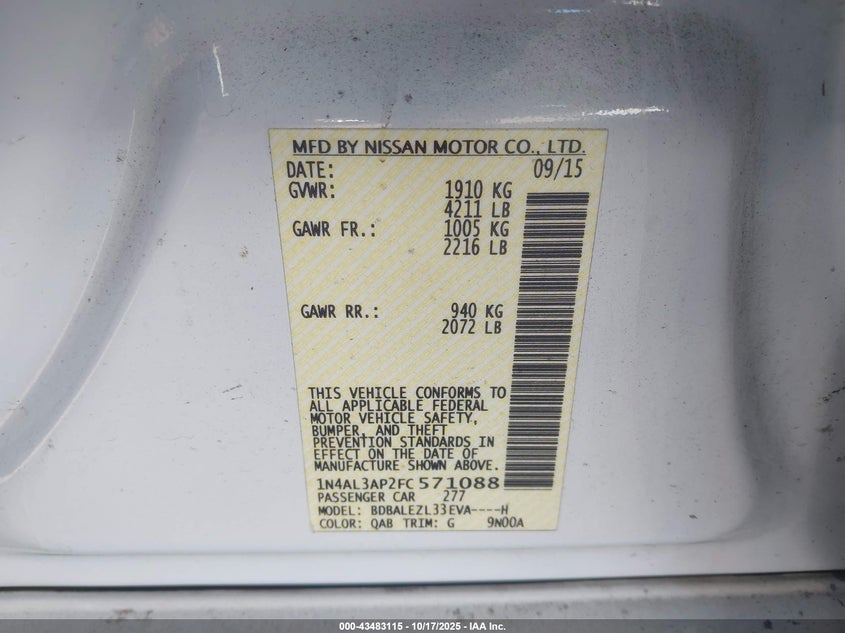 MFD BY NISSAN MOTOR CO., LTD.
DATE: 09/15
GVWR: 1910 KG
4211 LB
GAWR FR.: 1005 KG
2216 LB
GAWR RR.: 940 KG
2072 LB
THIS VEHICLE CONFORMS TO
ALL APPLICABLE FEDERAL
MOTOR VEHICLE SAFETY,
BUMPER, AND THEFT
PREVENTION STANDARDS IN
EFFECT ON THE DATE OF
MANUFACTURE SHOWN ABOVE.
1N4AL3AP2FC571088
PASSENGER CAR 277
MODEL: BDBALEZL33EVA----H
COLOR: QAB TRIM: G 9N00A
000-43483115 - 10/17/2025 - IAA Inc.